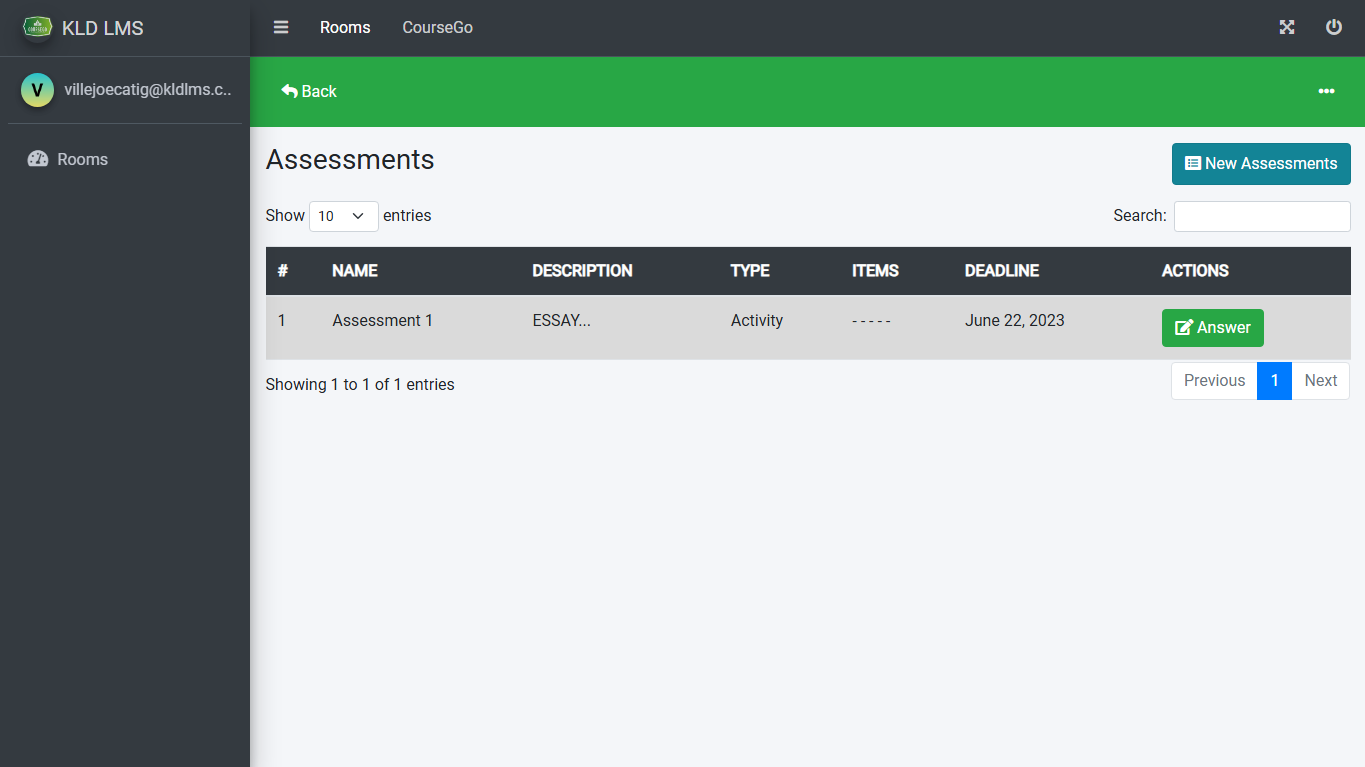 KLD LMS
Rooms CourseGo
V villejoecatig@kldlms.c..
Back
Rooms
Assessments
New Assessments
Show 10 entries
Search:
# NAME DESCRIPTION TYPE ITEMS DEADLINE ACTIONS
1 Assessment 1 ESSAY... Activity - - - - - June 22, 2023 Answer
Showing 1 to 1 of 1 entries
Previous 1 Next